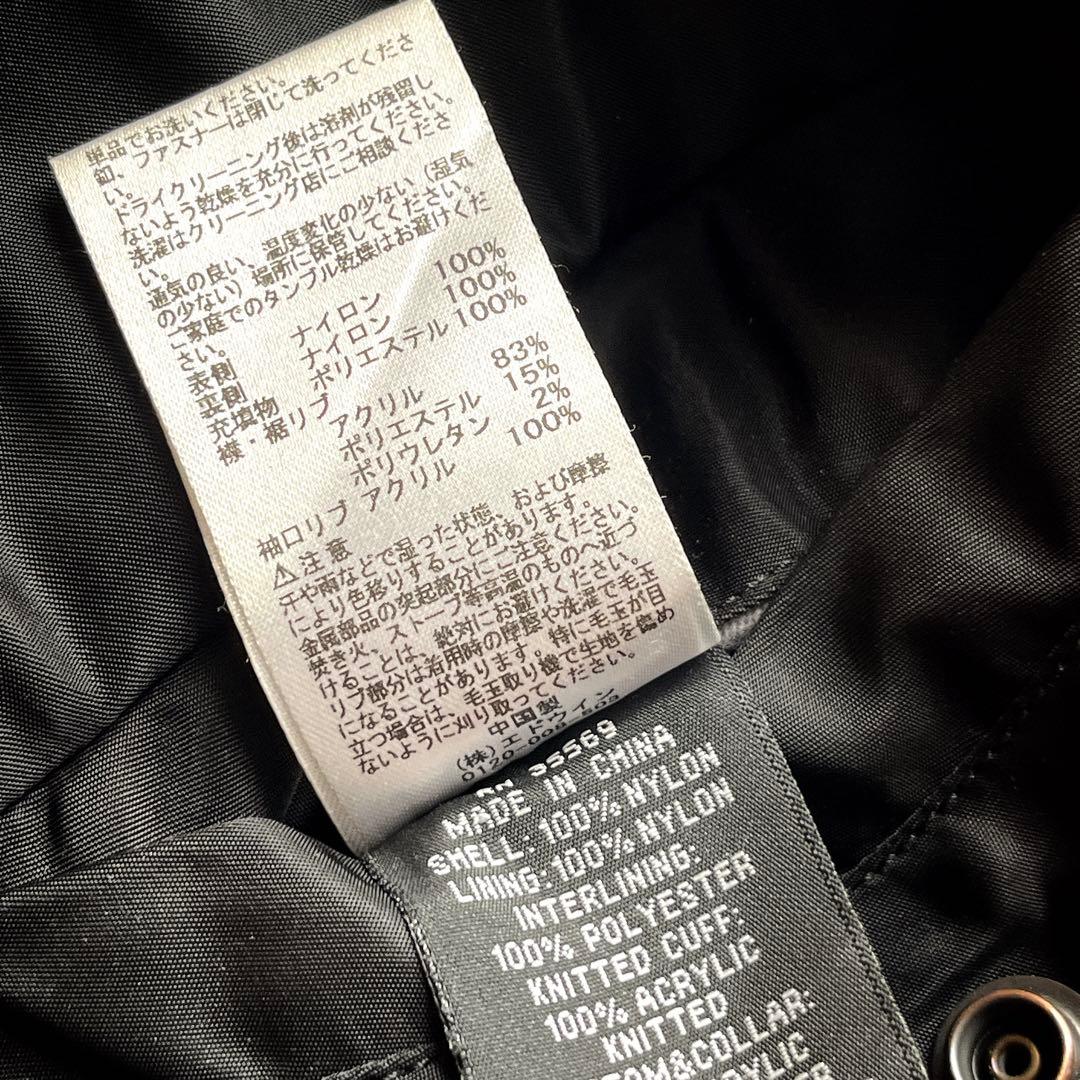 単品でお洗いください。
釦、ファスナーは閉じて洗ってくださ
い。
ドライクリーニング後は溶剤が残留し
ないよう乾燥を充分に行ってください。
洗濯はクリーニング店にご相談くださ
い。
通気の良い、温度変化の少ない(湿気
の少ない)場所に保管してください。
ご家庭でのタンブル乾燥はお避けくだ
さい。
表側 ナイロン 100%
裏側 ナイロン 100%
充填物 ポリエステル 100%
襟・裾リブ アクリル 83%
ポリエステル 15%
ポリウレタン 2%
袖口リブ アクリル 100%
⚠注意
汗や雨などで湿った状態、および摩擦
により色移りすることがあります。
金属部品の突起部分にご注意ください。
焚き火、ストーブ等高温のものへ近づ
けることは、絶対にお避けください。
リブ部分は着用時の摩擦や洗濯で毛玉
になることがあります。特に毛玉が目
立つ場合は、毛玉取り機で生地を傷め
ないように刈り取ってください。
中国製
(株)エドウイン
0120-008-503
RN 35569
MADE IN CHINA
SHELL: 100% NYLON
LINING: 100% NYLON
INTERLINING:
100% POLYESTER
KNITTED CUFF:
100% ACRYLIC
KNITTED
COLLAR: